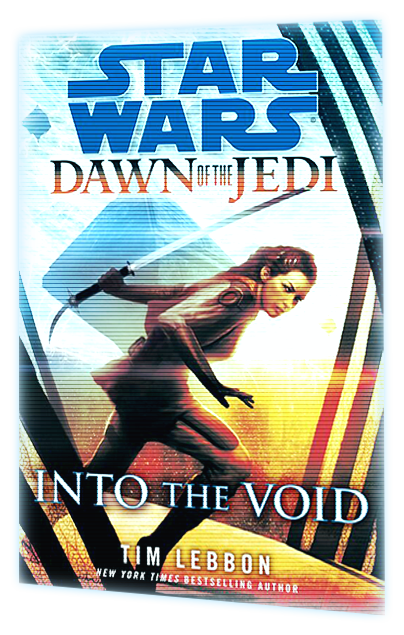 STAR
WARS
DAWN OF THE JEDI
INTO THE VOID
TIM LEBBON
NEW YORK TIMES BESTSELLING AUTHOR